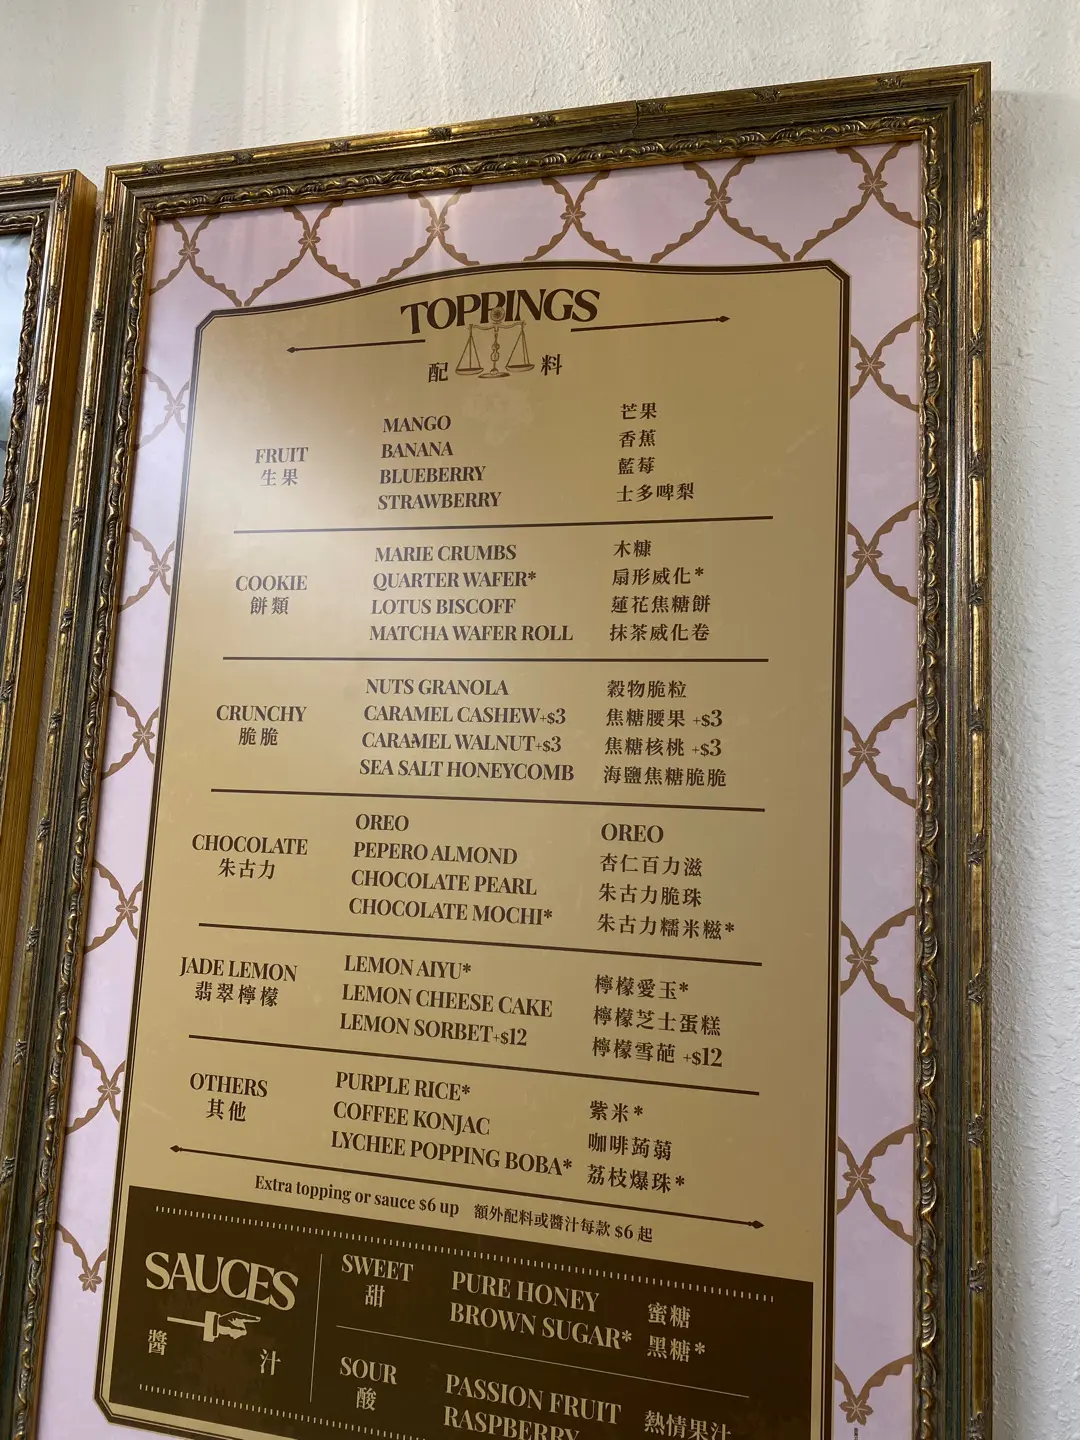 TOPPINGS
配料
FRUIT
生果
MANGO 芒果
BANANA 香蕉
BLUEBERRY 藍莓
STRAWBERRY 士多啤梨
COOKIE
餅類
MARIE CRUMBS 木糠
QUARTER WAFER* 扇形威化*
LOTUS BISCOFF 蓮花焦糖餅
MATCHA WAFER ROLL 抹茶威化卷
CRUNCHY
脆脆
NUTS GRANOLA 穀物脆粒
CARAMEL CASHEW+$3 焦糖腰果 +$3
CARAMEL WALNUT+$3 焦糖核桃 +$3
SEA SALT HONEYCOMB 海鹽焦糖脆脆
CHOCOLATE
朱古力
OREO OREO
PEPERO ALMOND 杏仁百力滋
CHOCOLATE PEARL 朱古力脆珠
CHOCOLATE MOCHI* 朱古力糯米糍*
JADE LEMON
翡翠檸檬
LEMON AIYU* 檸檬愛玉*
LEMON CHEESE CAKE 檸檬芝士蛋糕
LEMON SORBET+$12 檸檬雪葩 +$12
OTHERS
其他
PURPLE RICE* 紫米*
COFFEE KONJAC 咖啡蒟蒻
LYCHEE POPPING BOBA* 荔枝爆珠*
Extra topping or sauce $6 up 額外配料或醬汁每款 $6 起
SAUCES
醬汁
SWEET
甜
PURE HONEY 蜜糖
BROWN SUGAR* 黑糖*
SOUR
酸
PASSION FRUIT 熱情果汁
RASPBERRY